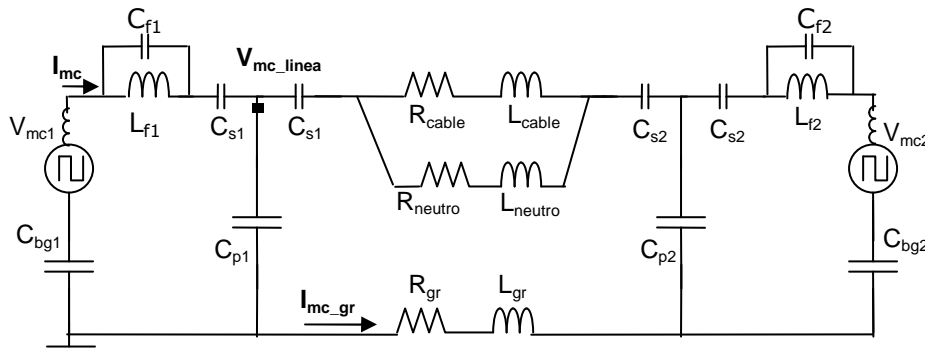 C_f1
C_f2
I_mc
V_mc_linea
L_f1
C_s1
C_s1
R_cable
L_cable
C_s2
C_s2
L_f2
V_mc1
V_mc2
R_neutro
L_neutro
C_bg1
C_p1
C_p2
C_bg2
I_mc_gr
R_gr
L_gr